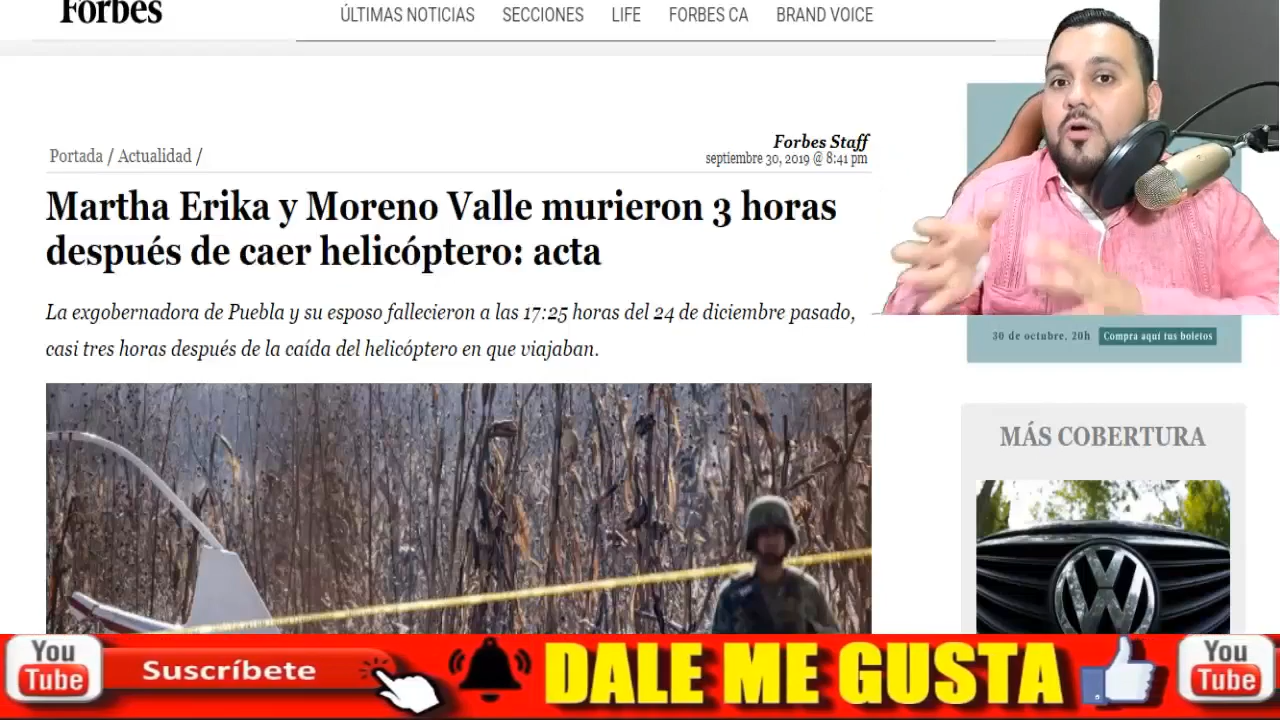 Forbes
ÚLTIMAS NOTICIAS SECCIONES LIFE FORBES CA BRAND VOICE
Portada / Actualidad /
Forbes Staff
septiembre 30, 2019 @ 8:41 pm
Martha Erika y Moreno Valle murieron 3 horas
después de caer helicóptero: acta
La exgobernadora de Puebla y su esposo fallecieron a las 17:25 horas del 24 de diciembre pasado,
casi tres horas después de la caída del helicóptero en que viajaban.
30 de octubre, 20h Compra aquí tus boletos
MÁS COBERTURA
You
Tube
Suscríbete
DALE ME GUSTA
You
Tube